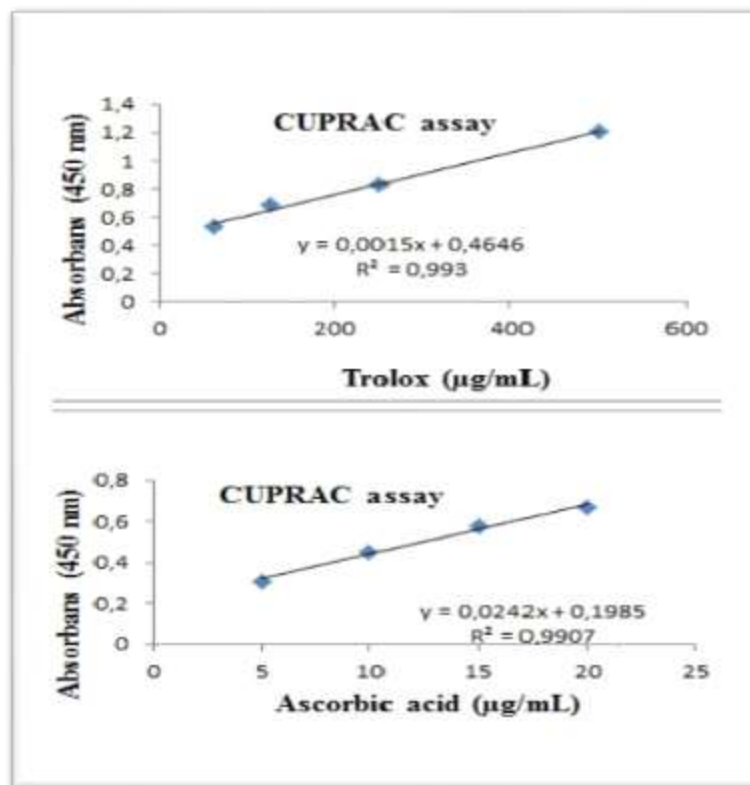 CUPRAC assay
Absorbans (450 nm)
1,4
1,2
1
0,8
0,6
0,4
0,2
0
y = 0,0015x + 0,4646
R² = 0,993
0 200 400 600
Trolox (µg/mL)
CUPRAC assay
Absorbans (450 nm)
0,8
0,6
0,4
0,2
0
y = 0,0242x + 0,1985
R² = 0,9907
0 5 10 15 20 25
Ascorbic acid (µg/mL)